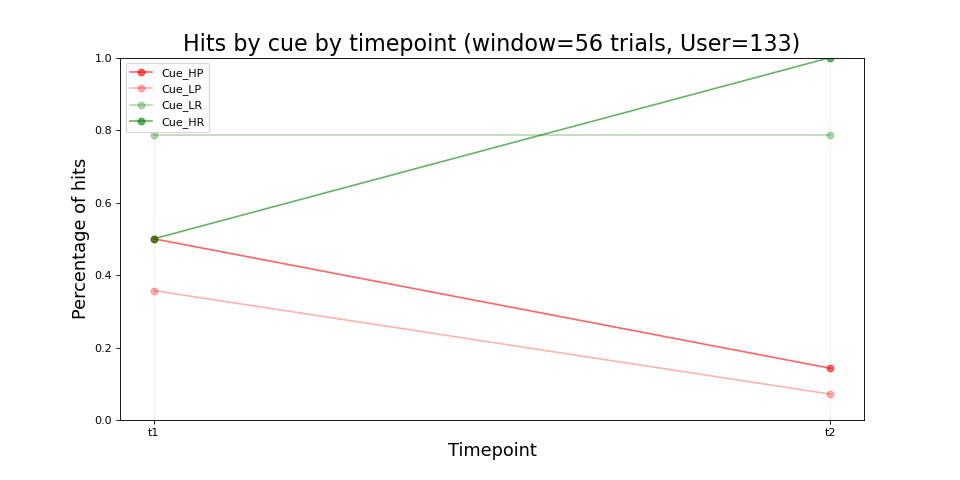 Hits by cue by timepoint (window=56 trials, User=133)
1.0
0.8
0.6
0.4
0.2
0.0
Percentage of hits
Cue_HP
Cue_LP
Cue_LR
Cue_HR
t1
t2
Timepoint